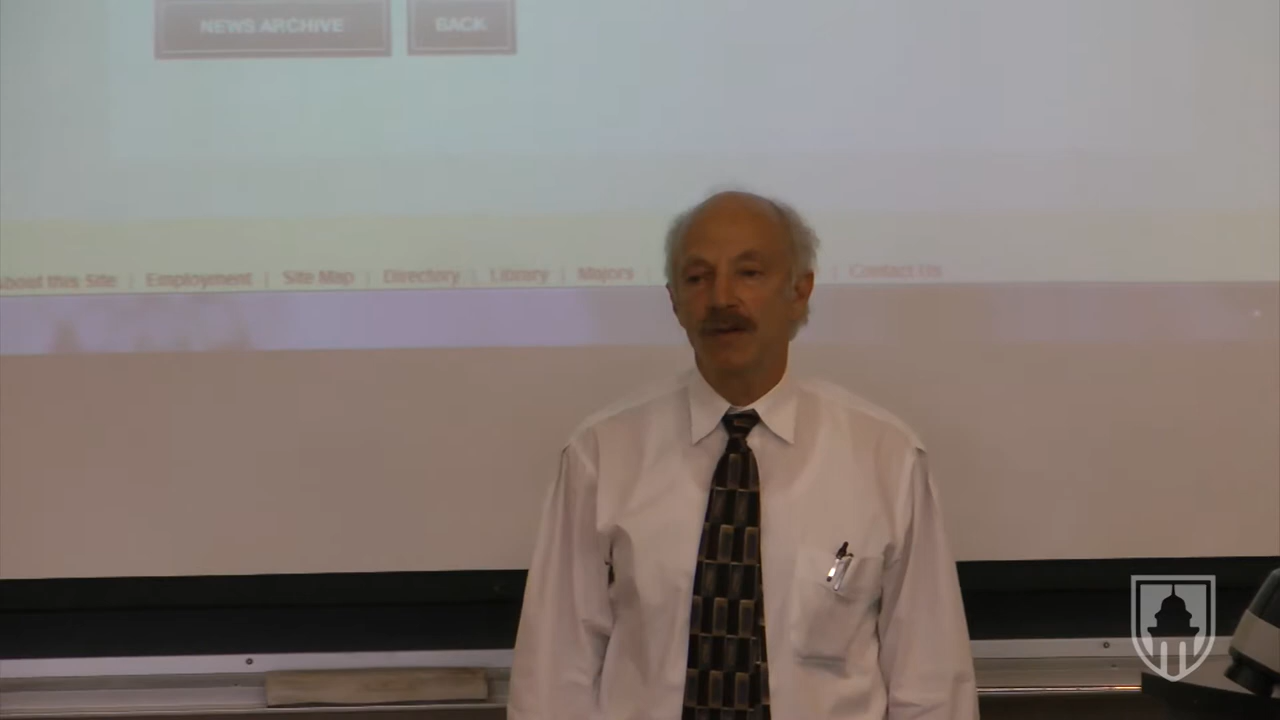 NEWS ARCHIVE BACK
About this Site | Employment | Site Map | Directory | Library | Majors | Contact Us